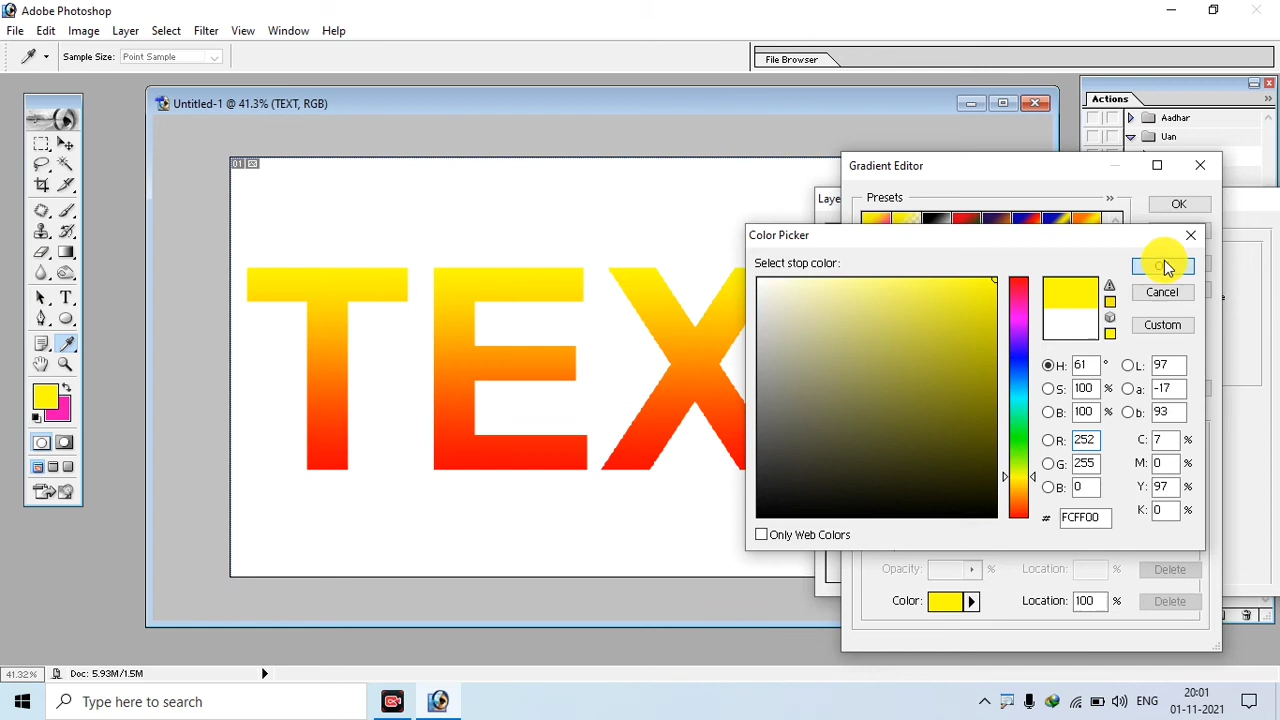 Adobe Photoshop
File Edit Image Layer Select Filter View Window Help
Sample Size: Point Sample
File Browser
Untitled-1 @ 41.3% (TEXT, RGB)
Actions
Aadhar
Uan
01
Gradient Editor
Presets
OK
Laye
Color Picker
Select stop color:
Cancel
Custom
H: 61 °
L: 97
S: 100 %
a: -17
B: 100 %
b: 93
R: 252
C: 7 %
G: 255
M: 0 %
B: 0
Y: 97 %
# FCFF00
K: 0 %
Only Web Colors
TEX
Opacity: % Location: % Delete
Color: Location: 100 % Delete
41.32% Doc: 5.93M/1.5M
Type here to search
ENG
20:01
01-11-2021